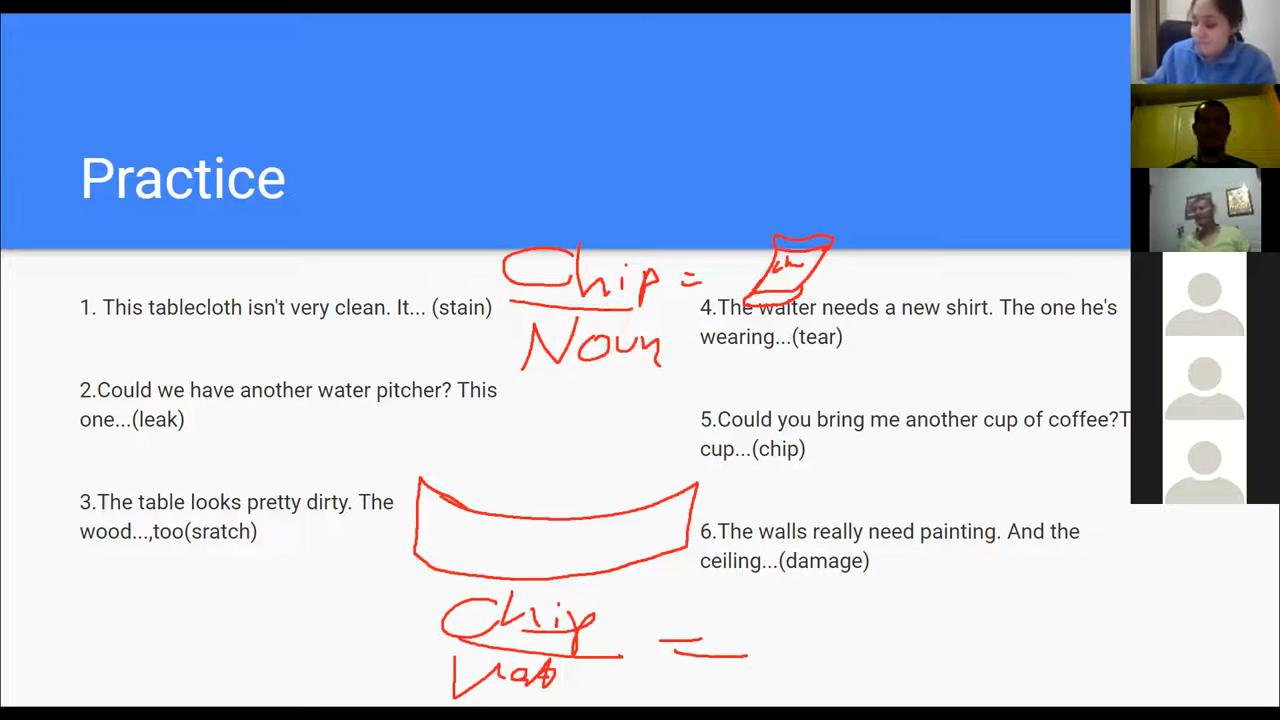 Practice
Chip =
Noun
1. This tablecloth isn't very clean. It... (stain)
2.Could we have another water pitcher? This
one...(leak)
3.The table looks pretty dirty. The
wood...,too(sratch)
4.The waiter needs a new shirt. The one he's
wearing...(tear)
5.Could you bring me another cup of coffee?T
cup...(chip)
6.The walls really need painting. And the
ceiling...(damage)
Chip =